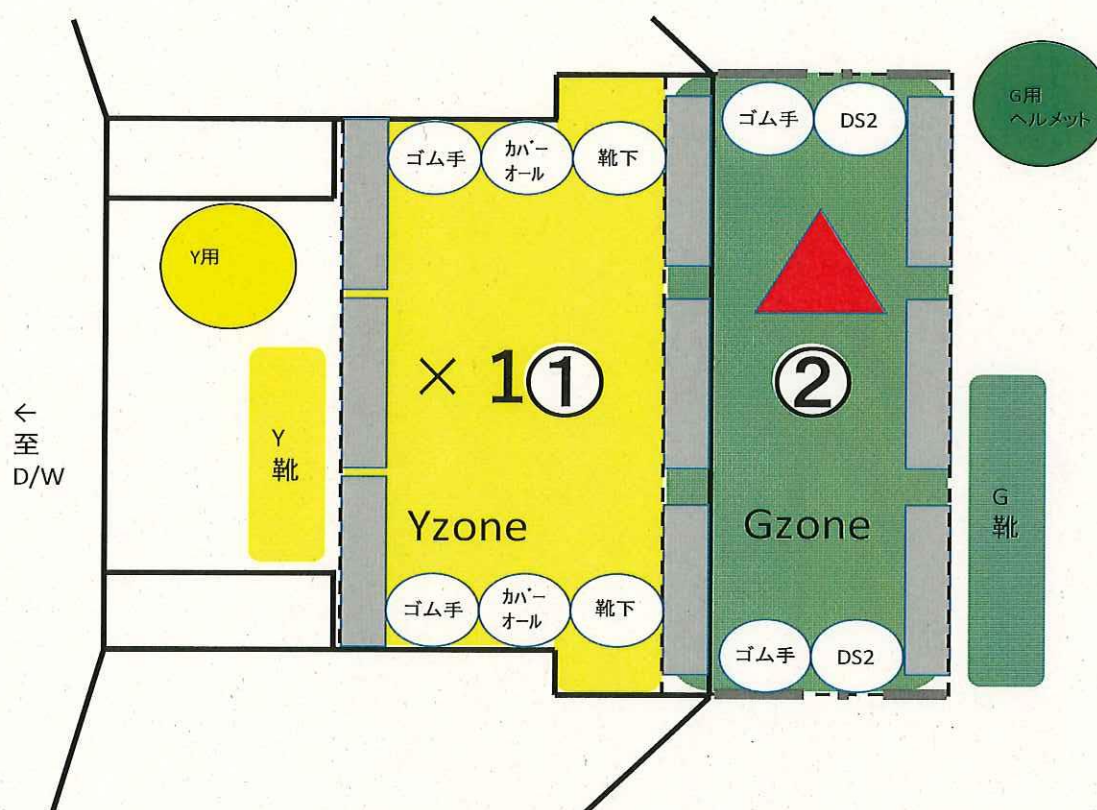 G用
ヘルメット
ゴム手
DS2
ゴム手
カバー
オール
靴下
Y用
× 1①
②
←
至
D/W
Y
靴
Yzone
Gzone
G
靴
ゴム手
カバー
オール
靴下
ゴム手
DS2